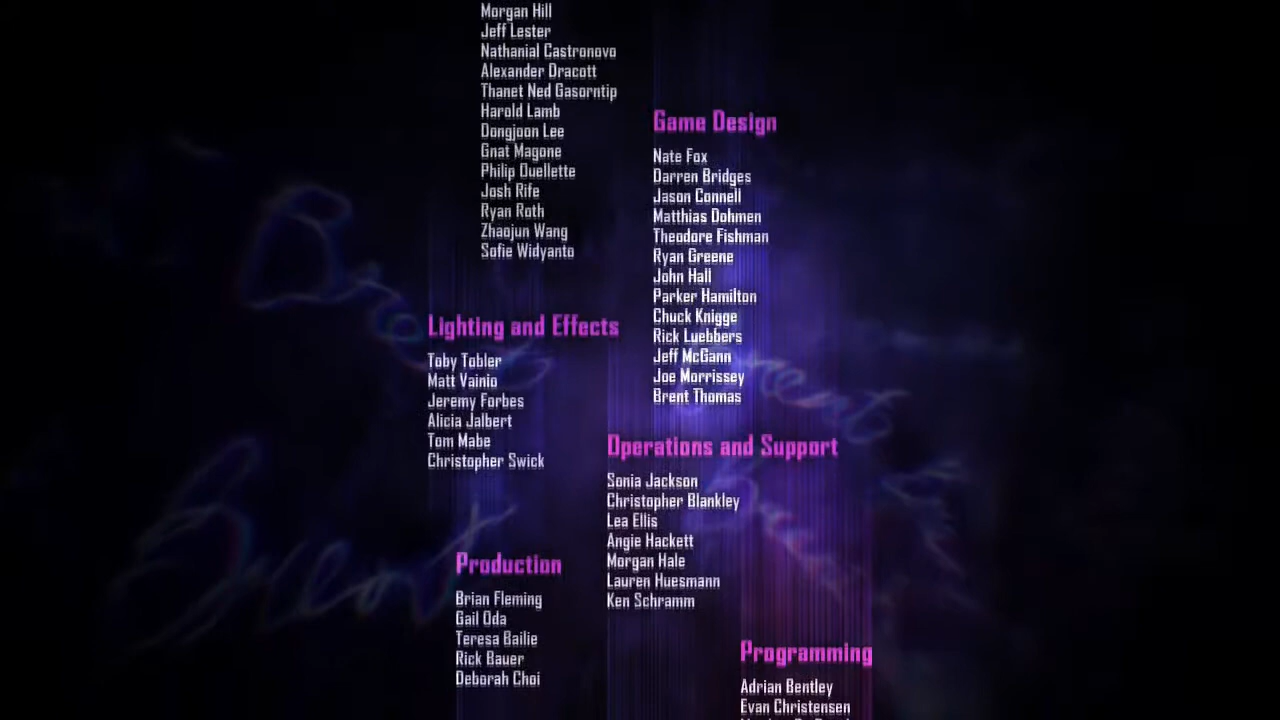 Morgan Hill
Jeff Lester
Nathanial Castronovo
Alexander Dracott
Thanet Ned Gasorntip
Harold Lamb
Dongjoon Lee
Gnat Magone
Philip Ouellette
Josh Rife
Ryan Roth
Zhaojun Wang
Sofie Widyanto
Game Design
Nate Fox
Darren Bridges
Jason Connell
Matthias Dohmen
Theodore Fishman
Ryan Greene
John Hall
Parker Hamilton
Chuck Knigge
Rick Luebbers
Jeff McGann
Joe Morrissey
Brent Thomas
Lighting and Effects
Toby Tobler
Matt Vainio
Jeremy Forbes
Alicia Jalbert
Tom Mabe
Christopher Swick
Operations and Support
Sonia Jackson
Christopher Blankley
Lea Ellis
Angie Hackett
Morgan Hale
Lauren Huesmann
Ken Schramm
Production
Brian Fleming
Gail Oda
Teresa Bailie
Rick Bauer
Deborah Choi
Programming
Adrian Bentley
Evan Christensen
Brent